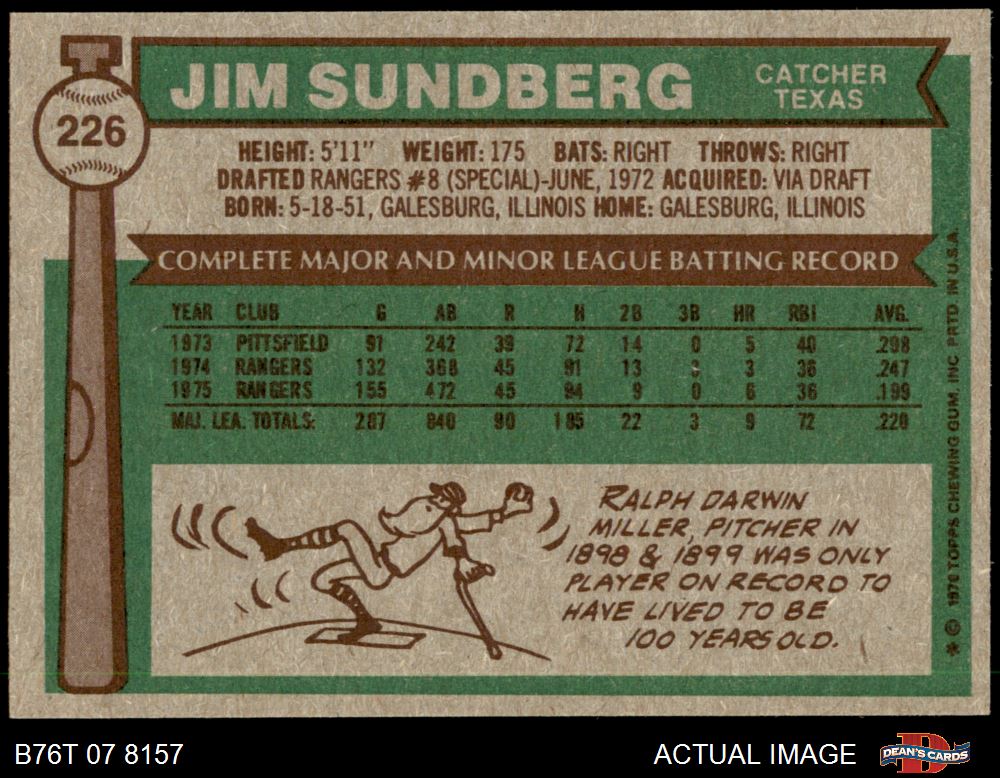 JIM SUNDBERG
CATCHER
TEXAS
226
HEIGHT: 5'11" WEIGHT: 175 BATS: RIGHT THROWS: RIGHT
DRAFTED RANGERS #8 (SPECIAL)-JUNE, 1972 ACQUIRED: VIA DRAFT
BORN: 5-18-51, GALESBURG, ILLINOIS HOME: GALESBURG, ILLINOIS
COMPLETE MAJOR AND MINOR LEAGUE BATTING RECORD
YEAR CLUB G AB R H 2B 3B HR RBI AVG.
1973 PITTSFIELD 91 242 39 72 14 0 5 40 .298
1974 RANGERS 132 368 45 91 13 3 36 .247
1975 RANGERS 155 472 45 94 9 0 6 36 .199
MAJ. LEA. TOTALS: 287 840 90 185 22 3 9 72 .220
RALPH DARWIN
MILLER, PITCHER IN
1898 & 1899 WAS ONLY
PLAYER ON RECORD TO
HAVE LIVED TO BE
100 YEARS OLD.
* © 1976 TOPPS CHEWING GUM, INC PRTD IN U.S.A.
B76T 07 8157
ACTUAL IMAGE
DEAN'S CARDS